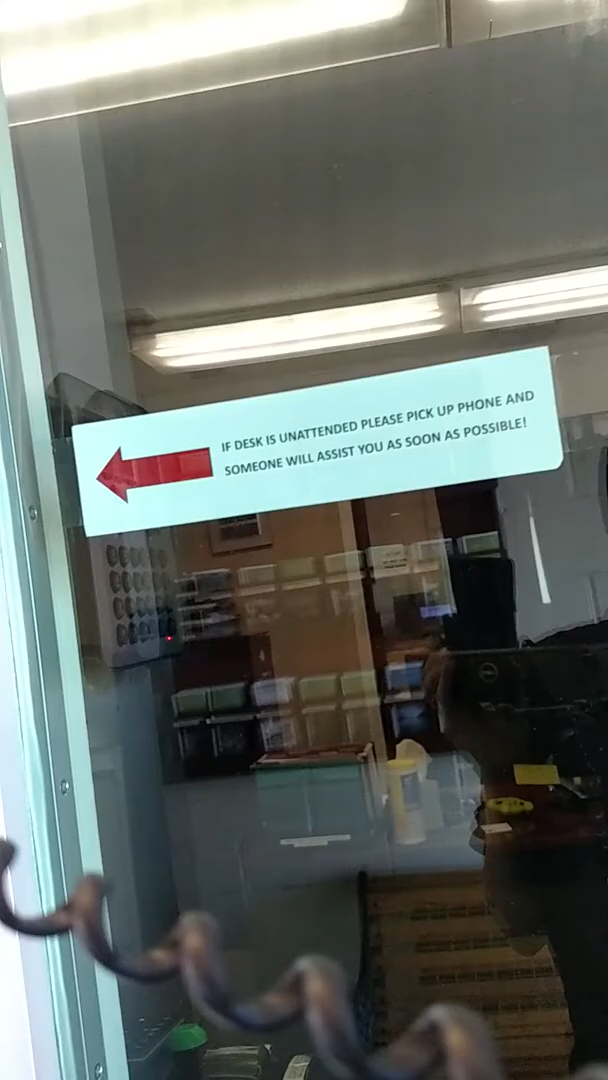 IF DESK IS UNATTENDED PLEASE PICK UP PHONE AND
SOMEONE WILL ASSIST YOU AS SOON AS POSSIBLE!